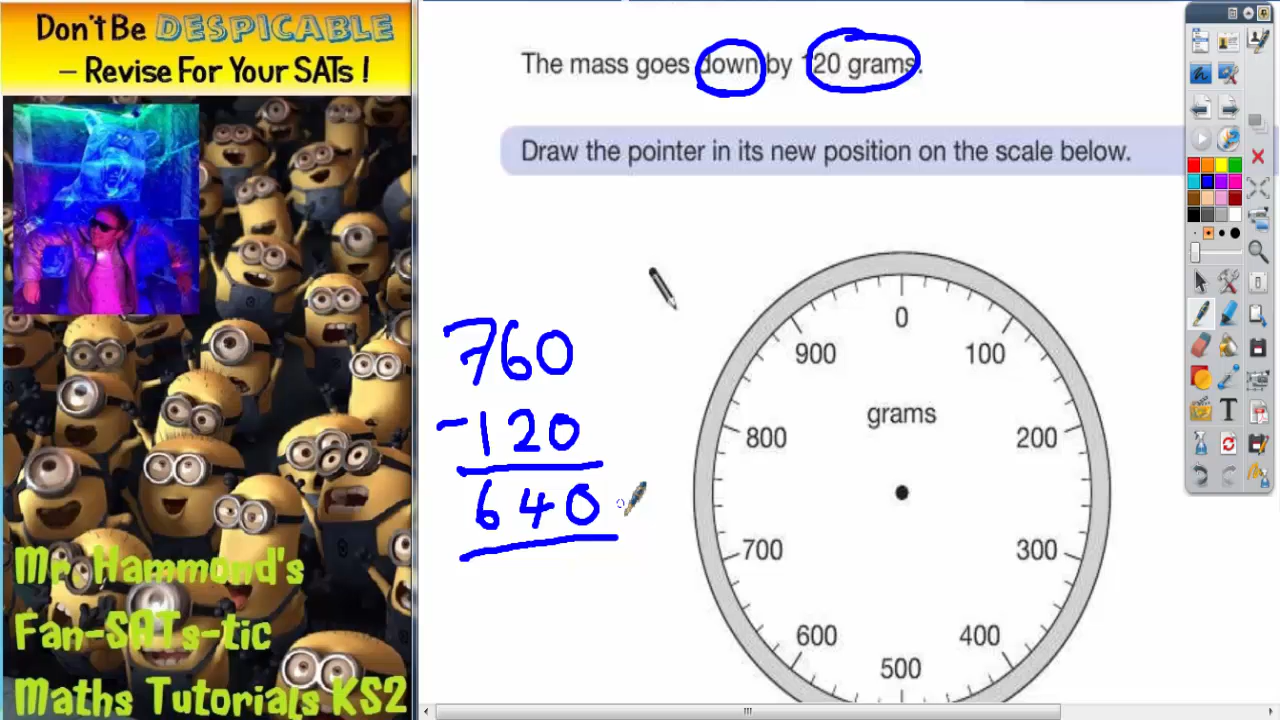 Don't Be DESPICABLE
– Revise For Your SATs !
Mr. Hammond's
Fan-SATs-tic
Maths Tutorials KS2
The mass goes down by 120 grams.
Draw the pointer in its new position on the scale below.
760
-120
640
0
900
100
grams
800
200
700
300
600
400
500
T